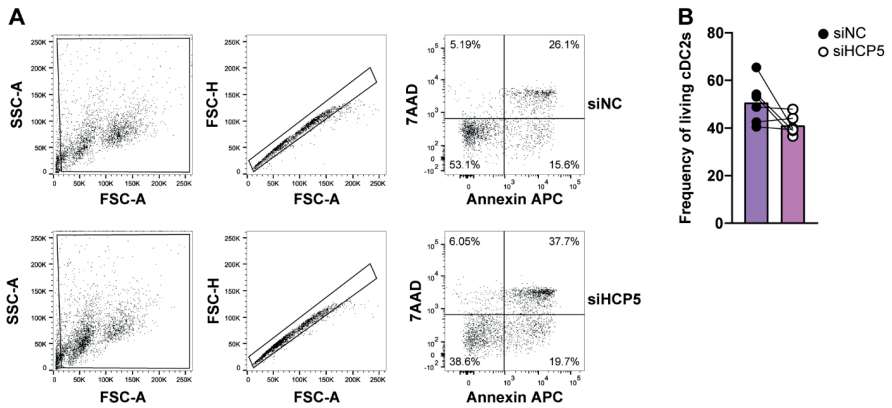 A
SSC-A
250K
200K
150K
100K
50K
0
0 50K 100K 150K 200K 250K
FSC-A
FSC-H
250K
200K
150K
100K
50K
0
0 50K 100K 150K 200K 250K
FSC-A
7AAD
10^5
10^4
10^3
10^2
0
-10^2
5.19% 26.1%
53.1% 15.6%
0 10^3 10^4 10^5
Annexin APC
siNC
SSC-A
250K
200K
150K
100K
50K
0
0 50K 100K 150K 200K 250K
FSC-A
FSC-H
250K
200K
150K
100K
50K
0
0 50K 100K 150K 200K 250K
FSC-A
7AAD
10^5
10^4
10^3
10^2
0
-10^2
6.05% 37.7%
38.6% 19.7%
0 10^3 10^4 10^5
Annexin APC
siHCP5
B
siNC
siHCP5
Frequency of living cDC2s
80
60
40
20
0